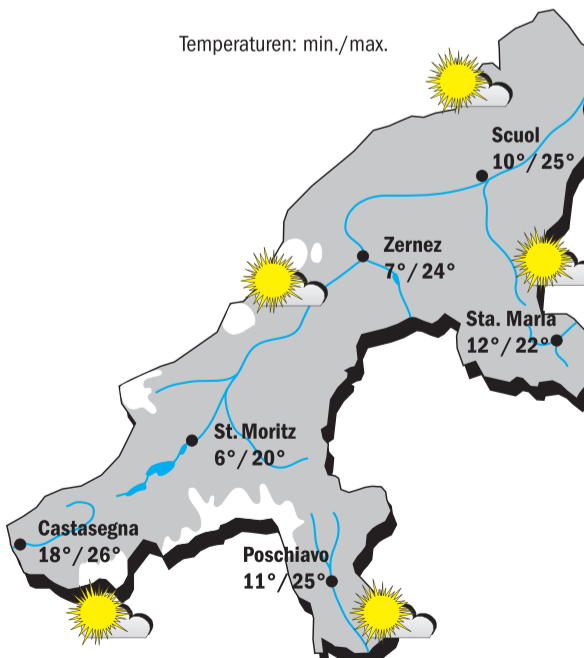 Temperaturen: min./max.
Scuol
10°/25°
Zernez
7°/24°
Sta. Maria
12°/22°
St. Moritz
6°/20°
Castasegna
18°/26°
Poschiavo
11°/25°